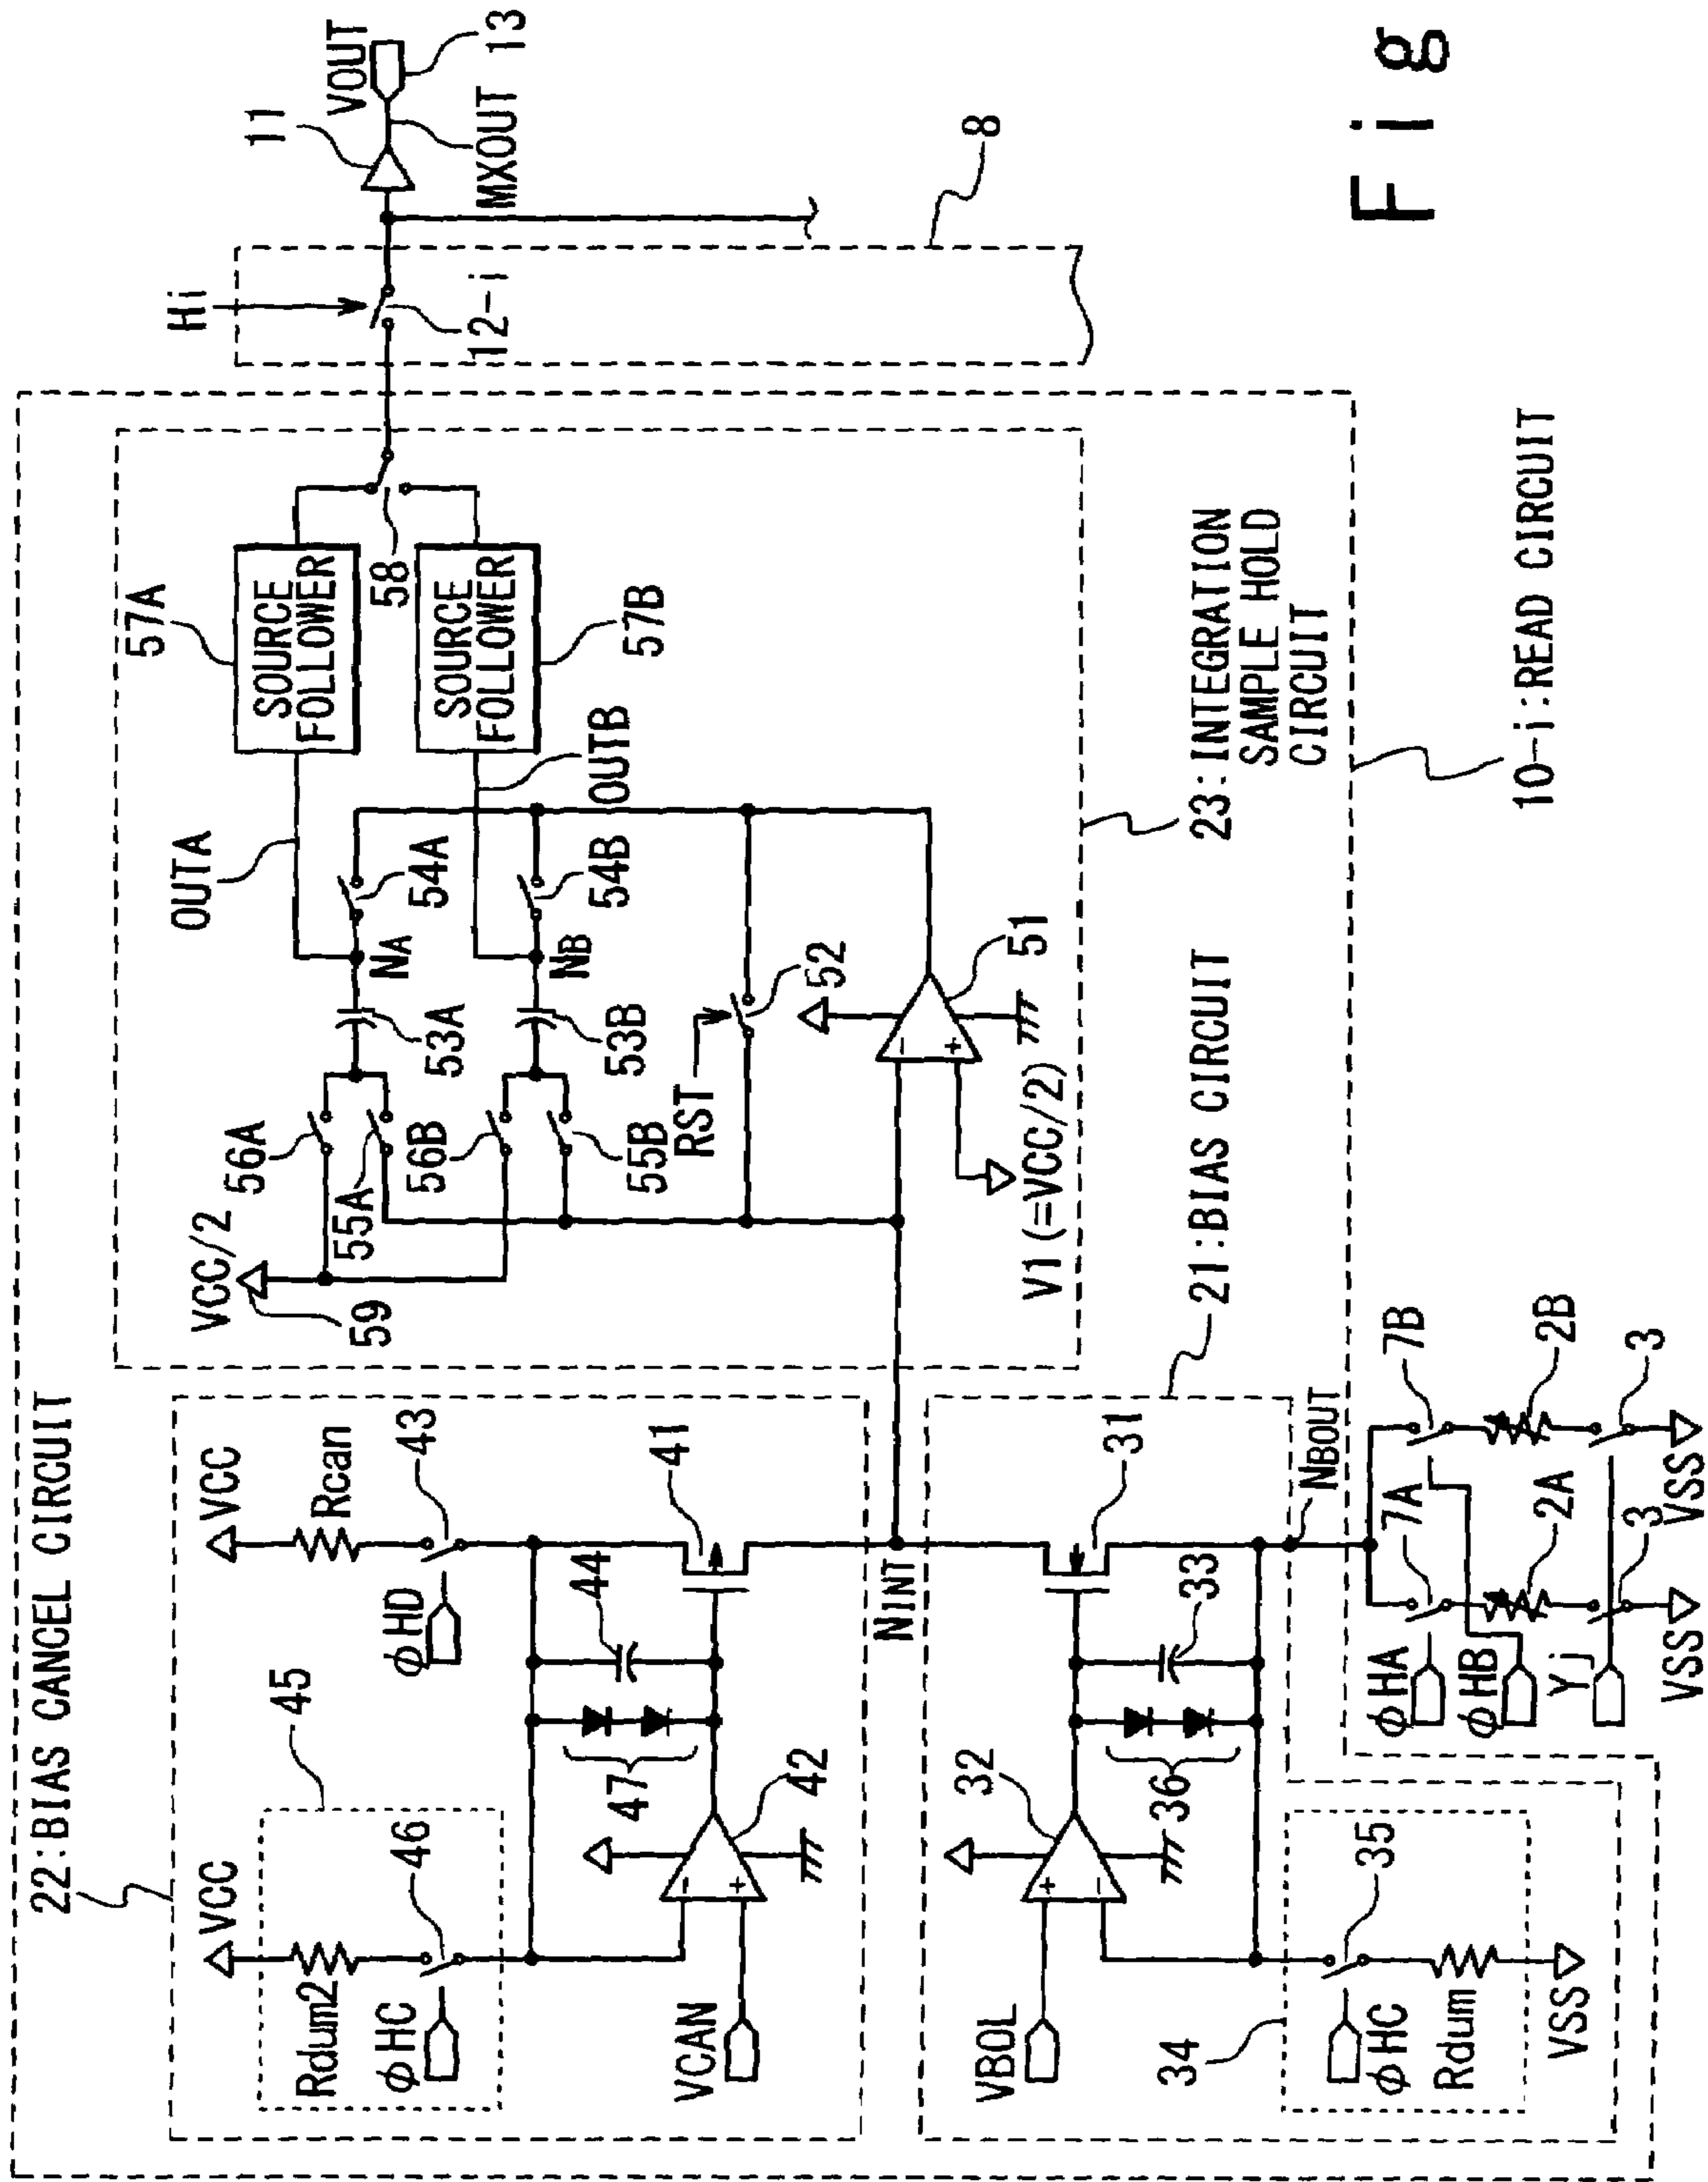 22:BIAS CANCEL CIRCUIT
VCC
Rdum2
φHC
46
45
VCC
Rcan
φHD
43
44
47
41
42
VCAN
VCC/2
59
56A
55A
56B
55B
53A
53B
NA
NB
54A
54B
OUTA
OUTB
57A
SOURCE
FOLLOWER
SOURCE
FOLLOWER
57B
58
RST
52
51
V1(=VCC/2)
-
+
23:INTEGRATION
SAMPLE HOLD
CIRCUIT
Hi
12-i
8
11
VOUT
13
MXOUT
NINT
21:BIAS CIRCUIT
VBOL
32
36
33
31
34
35
φHC
Rdum
VSS
NBOUT
φHA
7A
φHB
7B
2A
2B
Yj
3
3
VSS
VSS
10-i:READ CIRCUIT
+
-
-
+
Fig